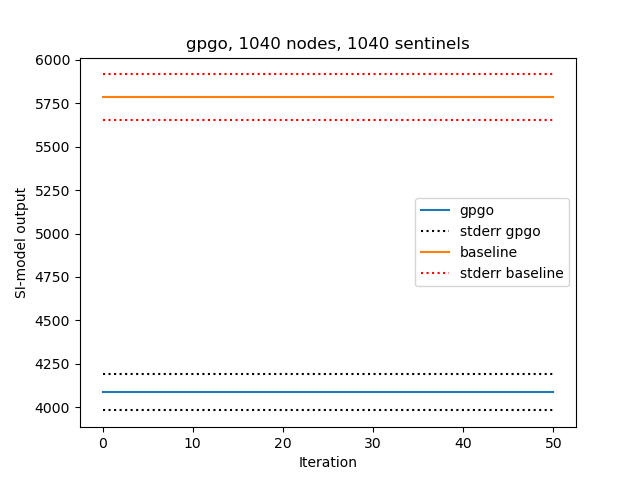 gpgo, 1040 nodes, 1040 sentinels
6000
5750
5500
5250
5000
4750
4500
4250
4000
SI-model output
gpgo
stderr gpgo
baseline
stderr baseline
0 10 20 30 40 50
Iteration